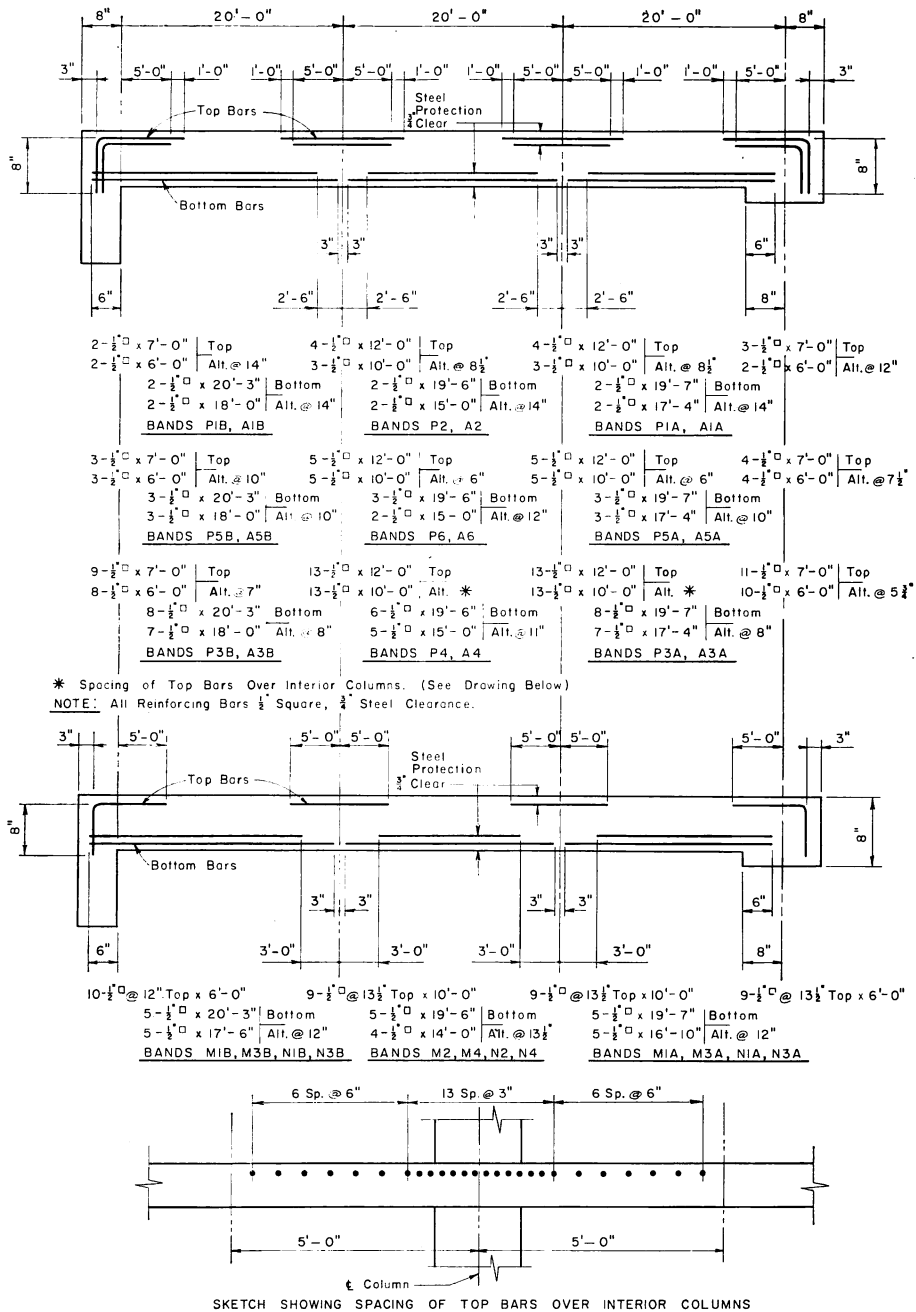 8" 20'-0" 20'-0" 20'-0" 8"
3" 5'-0" 1'-0" 1'-0" 5'-0" 5'-0" 1'-0" 1'-0" 5'-0" 5'-0" 1'-0" 1'-0" 5'-0" 3"
Top Bars
Steel
Protection
3/4" Clear
8" 8"
Bottom Bars
3" 3" 3" 3"
6" 6"
2'-6" 2'-6" 2'-6" 2'-6" 8"
2-1/2"□ x 7'-0" Top 4-1/2"□ x 12'-0" Top 4-1/2"□ x 12'-0" Top 3-1/2"□ x 7'-0" Top
2-1/2"□ x 6'-0" Alt. @ 14" 3-1/2"□ x 10'-0" Alt. @ 8 1/2" 3-1/2"□ x 10'-0" Alt. @ 8 1/2" 2-1/2"□ x 6'-0" Alt. @ 12"
2-1/2"□ x 20'-3" Bottom 2-1/2"□ x 19'-6" Bottom 2-1/2"□ x 19'-7" Bottom
2-1/2"□ x 18'-0" Alt. @ 14" 2-1/2"□ x 15'-0" Alt. @ 14" 2-1/2"□ x 17'-4" Alt. @ 14"
BANDS P1B, A1B BANDS P2, A2 BANDS P1A, A1A
3-1/2"□ x 7'-0" Top 5-1/2"□ x 12'-0" Top 5-1/2"□ x 12'-0" Top 4-1/2"□ x 7'-0" Top
3-1/2"□ x 6'-0" Alt. @ 10" 5-1/2"□ x 10'-0" Alt. @ 6" 5-1/2"□ x 10'-0" Alt. @ 6" 4-1/2"□ x 6'-0" Alt. @ 7 1/2"
3-1/2"□ x 20'-3" Bottom 3-1/2"□ x 19'-6" Bottom 3-1/2"□ x 19'-7" Bottom
3-1/2"□ x 18'-0" Alt. @ 10" 2-1/2"□ x 15-0" Alt. @ 12" 3-1/2"□ x 17'-4" Alt. @ 10"
BANDS P5B, A5B BANDS P6, A6 BANDS P5A, A5A
9-1/2"□ x 7'-0" Top 13-1/2"□ x 12'-0" Top 13-1/2"□ x 12'-0" Top 11-1/2"□ x 7'-0" Top
8-1/2"□ x 6'-0" Alt. @ 7" 13-1/2"□ x 10'-0" Alt. * 13-1/2"□ x 10'-0" Alt. * 10-1/2"□ x 6'-0" Alt. @ 5 3/4"
8-1/2"□ x 20'-3" Bottom 6-1/2"□ x 19'-6" Bottom 8-1/2"□ x 19'-7" Bottom
7-1/2"□ x 18'-0" Alt. @ 8" 5-1/2"□ x 15'-0" Alt. @ 11" 7-1/2"□ x 17'-4" Alt. @ 8"
BANDS P3B, A3B BANDS P4, A4 BANDS P3A, A3A
* Spacing of Top Bars Over Interior Columns. (See Drawing Below)
NOTE: All Reinforcing Bars 1/2" Square, 3/4" Steel Clearance.
3" 5'-0" 5'-0" 5'-0" 5'-0" 5'-0" 5'-0" 3"
Top Bars
Steel
Protection
3/4" Clear
8" 8"
Bottom Bars
3" 3" 3" 3"
6" 6"
3'-0" 3'-0" 3'-0" 3'-0" 8"
10-1/2"□ @ 12" Top x 6'-0" 9-1/2"□ @ 13 1/2" Top x 10'-0" 9-1/2"□ @ 13 1/2" Top x 10'-0" 9-1/2"□ @ 13 1/2" Top x 6'-0"
5-1/2"□ x 20'-3" Bottom 5-1/2"□ x 19'-6" Bottom 5-1/2"□ x 19'-7" Bottom
5-1/2"□ x 17'-6" Alt. @ 12" 4-1/2"□ x 14'-0" Alt. @ 13 1/2" 5-1/2"□ x 16'-10" Alt. @ 12"
BANDS M1B, M3B, N1B, N3B BANDS M2, M4, N2, N4 BANDS M1A, M3A, N1A, N3A
6 Sp. @ 6" 13 Sp. @ 3" 6 Sp. @ 6"
5'-0" 5'-0"
℄ Column
SKETCH SHOWING SPACING OF TOP BARS OVER INTERIOR COLUMNS